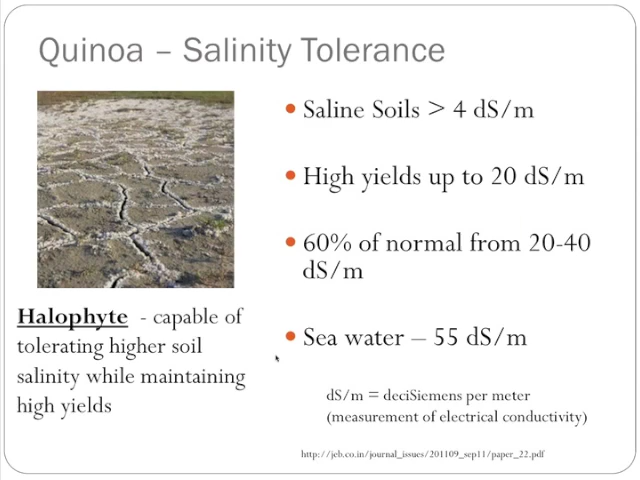 Quinoa – Salinity Tolerance
Saline Soils > 4 dS/m
High yields up to 20 dS/m
60% of normal from 20-40
dS/m
Sea water – 55 dS/m
Halophyte - capable of
tolerating higher soil
salinity while maintaining
high yields
dS/m = deciSiemens per meter
(measurement of electrical conductivity)
http://jeb.co.in/journal_issues/201109_sep11/paper_22.pdf